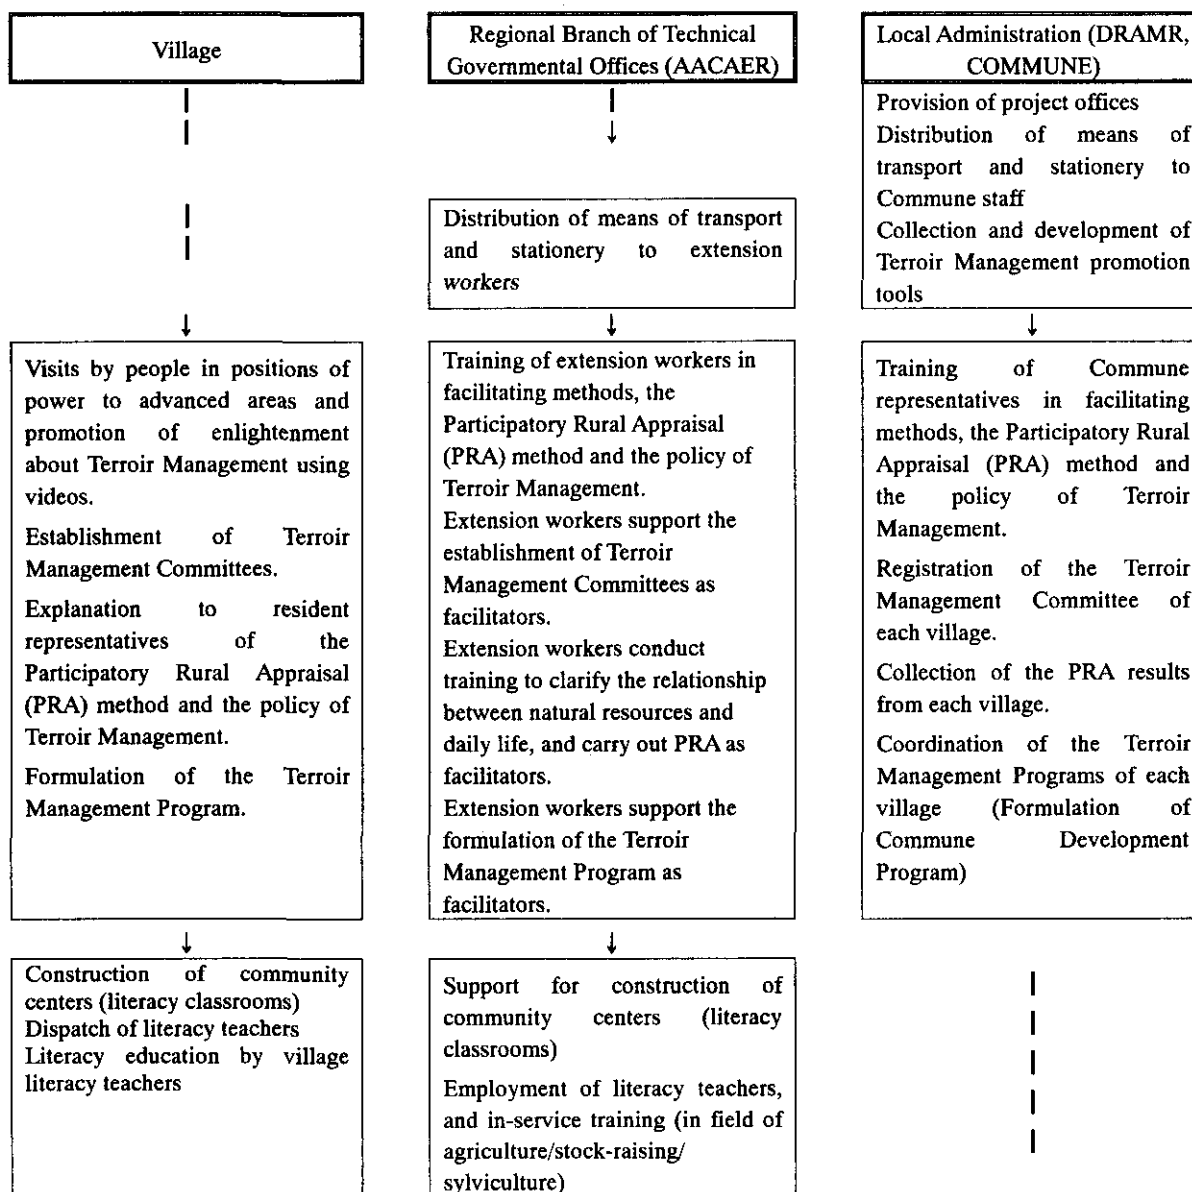 Village
Regional Branch of Technical
Governmental Offices (AACAER)
Local Administration (DRAMR,
COMMUNE)
Provision of project offices
Distribution of means of
transport and stationery to
Commune staff
Collection and development of
Terroir Management promotion
tools
Distribution of means of transport
and stationery to extension
workers
Visits by people in positions of
power to advanced areas and
promotion of enlightenment
about Terroir Management using
videos.
Establishment of Terroir
Management Committees.
Explanation to resident
representatives of the
Participatory Rural Appraisal
(PRA) method and the policy of
Terroir Management.
Formulation of the Terroir
Management Program.
Training of extension workers in
facilitating methods, the
Participatory Rural Appraisal
(PRA) method and the policy of
Terroir Management.
Extension workers support the
establishment of Terroir
Management Committees as
facilitators.
Extension workers conduct
training to clarify the relationship
between natural resources and
daily life, and carry out PRA as
facilitators.
Extension workers support the
formulation of the Terroir
Management Program as
facilitators.
Training of Commune
representatives in facilitating
methods, the Participatory Rural
Appraisal (PRA) method and
the policy of Terroir
Management.
Registration of the Terroir
Management Committee of
each village.
Collection of the PRA results
from each village.
Coordination of the Terroir
Management Programs of each
village (Formulation of
Commune Development
Program)
Construction of community
centers (literacy classrooms)
Dispatch of literacy teachers
Literacy education by village
literacy teachers
Support for construction of
community centers (literacy
classrooms)
Employment of literacy teachers,
and in-service training (in field of
agriculture/stock-raising/
sylviculture)